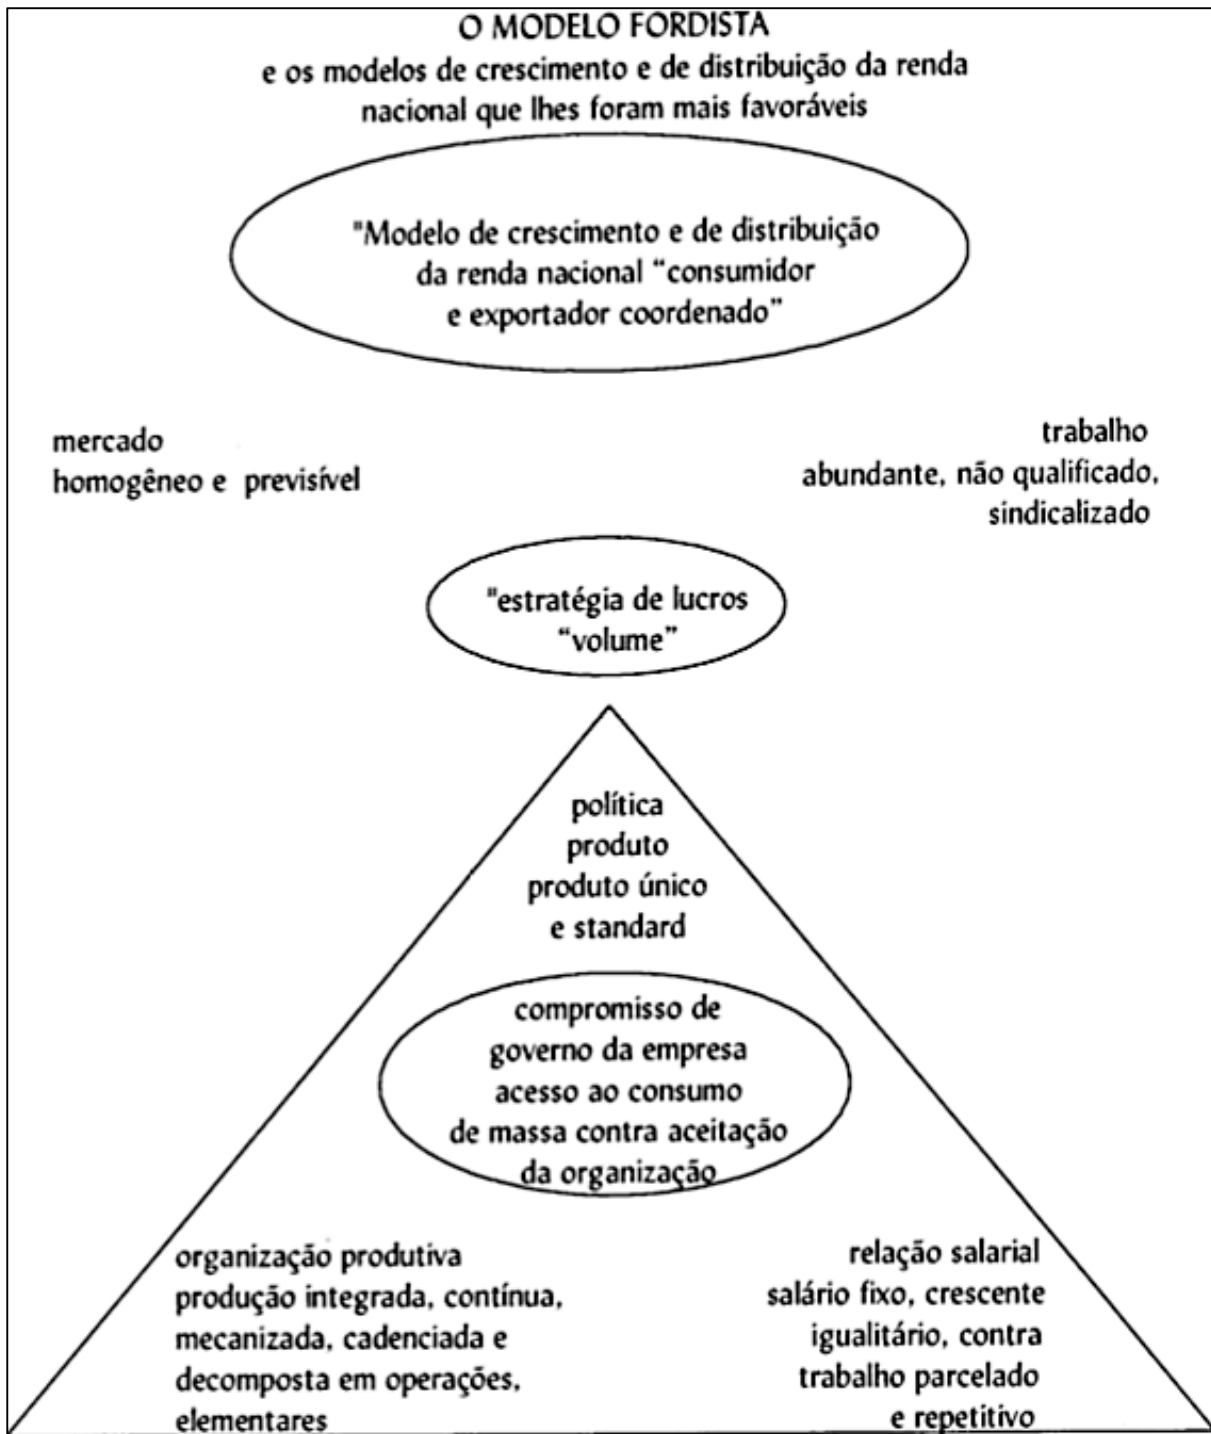 O MODELO FORDISTA
e os modelos de crescimento e de distribuição da renda
nacional que lhes foram mais favoráveis
"Modelo de crescimento e de distribuição
da renda nacional “consumidor
e exportador coordenado”
mercado
homogêneo e previsível
trabalho
abundante, não qualificado,
sindicalizado
"estratégia de lucros
“volume”
política
produto
produto único
e standard
compromisso de
governo da empresa
acesso ao consumo
de massa contra aceitação
da organização
organização produtiva
produção integrada, contínua,
mecanizada, cadenciada e
decomposta em operações,
elementares
relação salarial
salário fixo, crescente
igualitário, contra
trabalho parcelado
e repetitivo